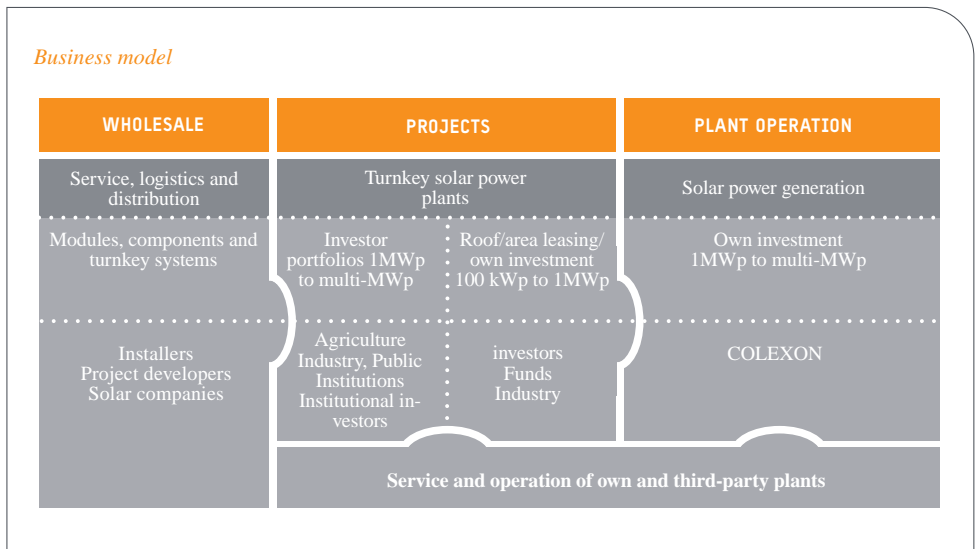 Business model
WHOLESALE
PROJECTS
PLANT OPERATION
Service, logistics and
distribution
Turnkey solar power
plants
Solar power generation
Modules, components and
turnkey systems
Investor
portfolios 1MWp
to multi-MWp
Roof/area leasing/
own investment
100 kWp to 1MWp
Own investment
1MWp to multi-MWp
Installers
Project developers
Solar companies
Agriculture
Industry, Public
Institutions
Institutional in-
vestors
investors
Funds
Industry
COLEXON
Service and operation of own and third-party plants